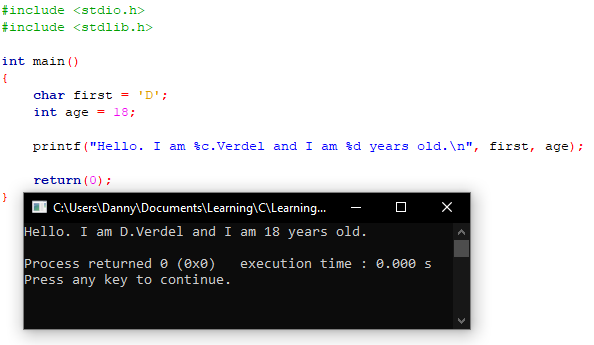 #include <stdio.h>
#include <stdlib.h>
int main()
{
char first = 'D';
int age = 18;
printf("Hello. I am %c.Verdel and I am %d years old.\n", first, age);
return(0);
}
C:\Users\Danny\Documents\Learning\C\Learning...
Hello. I am D.Verdel and I am 18 years old.
Process returned 0 (0x0)   execution time : 0.000 s
Press any key to continue.